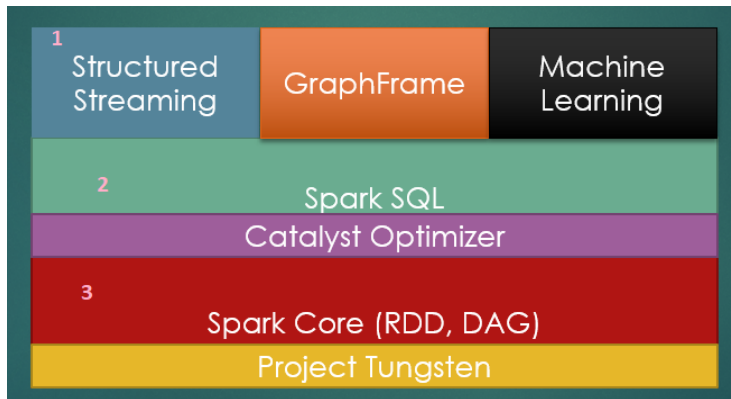 1
Structured
Streaming
GraphFrame
Machine
Learning
2
Spark SQL
Catalyst Optimizer
3
Spark Core (RDD, DAG)
Project Tungsten